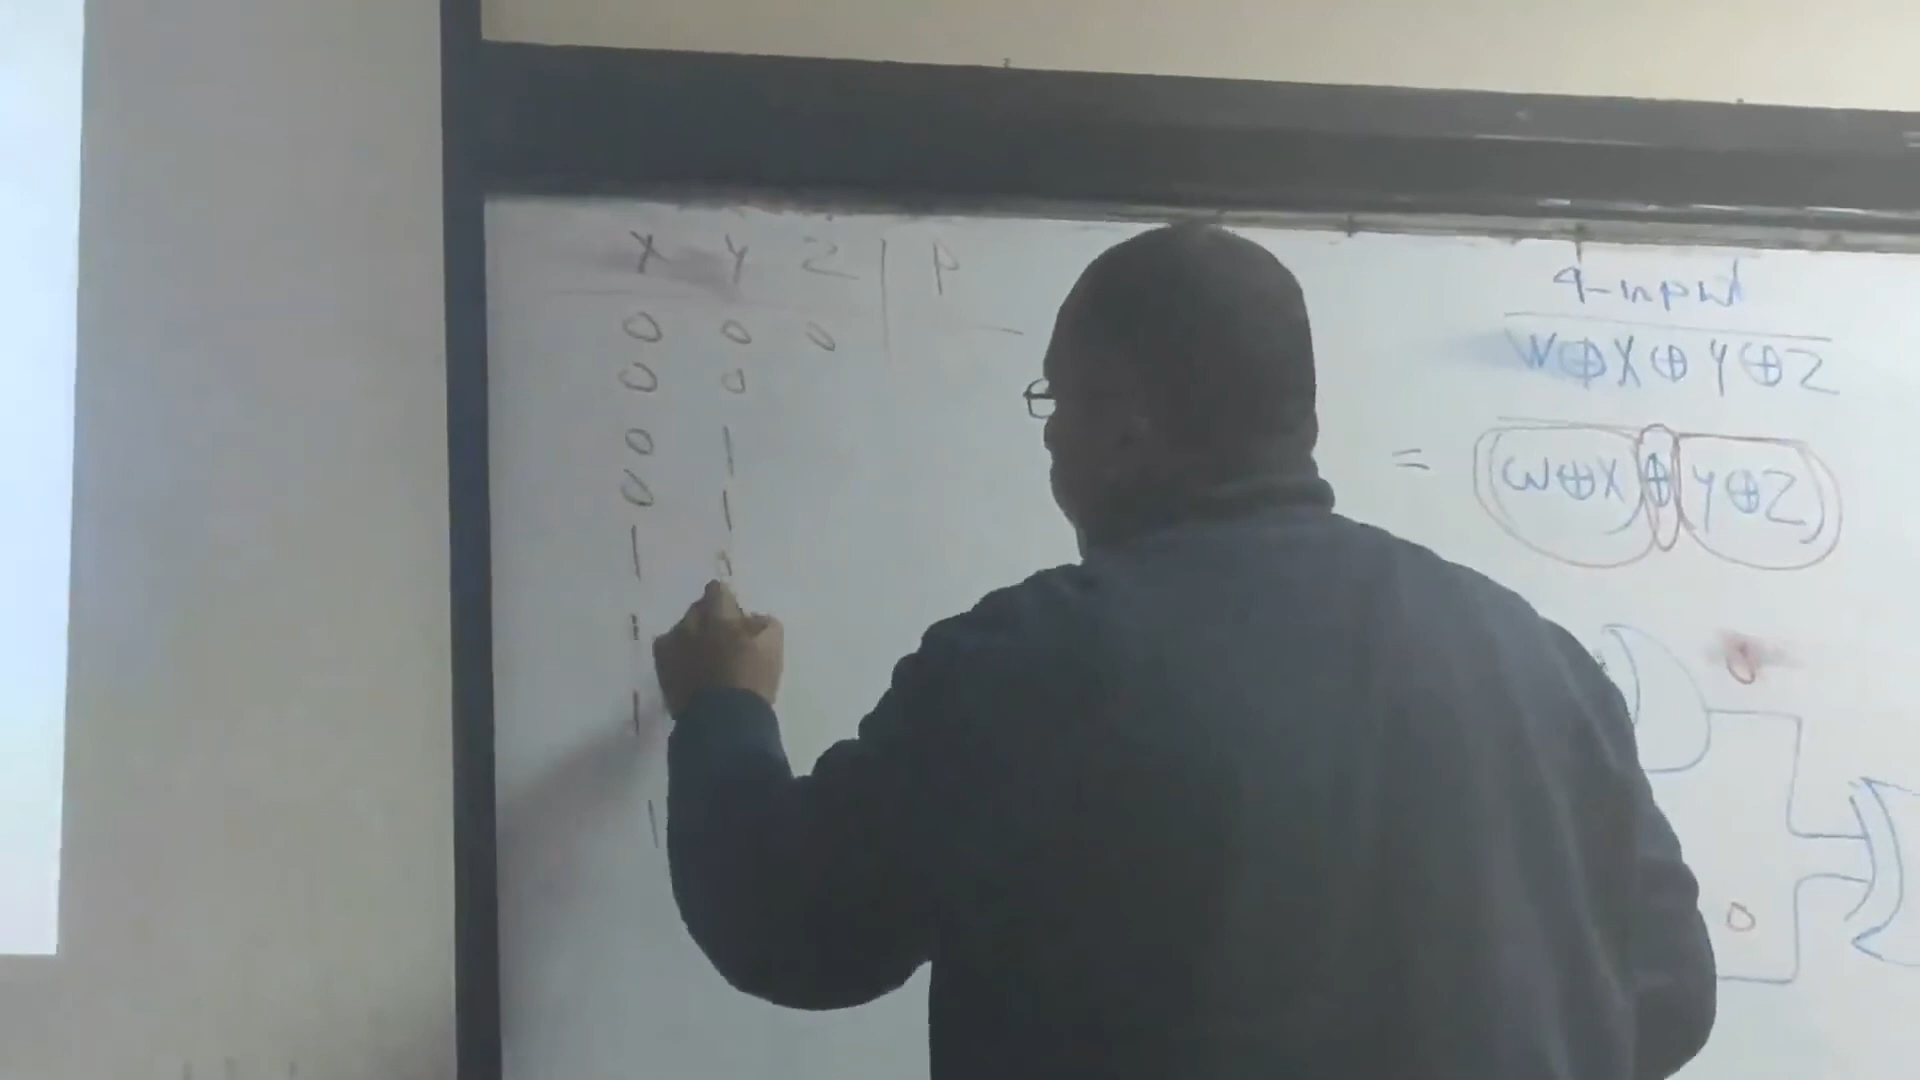 X Y Z | P
0 0 0
0 0
0 1
0 1
1 0
1
1
1
4-input
W⊕X⊕Y⊕Z
= (W⊕X)⊕(Y⊕Z)
0
0